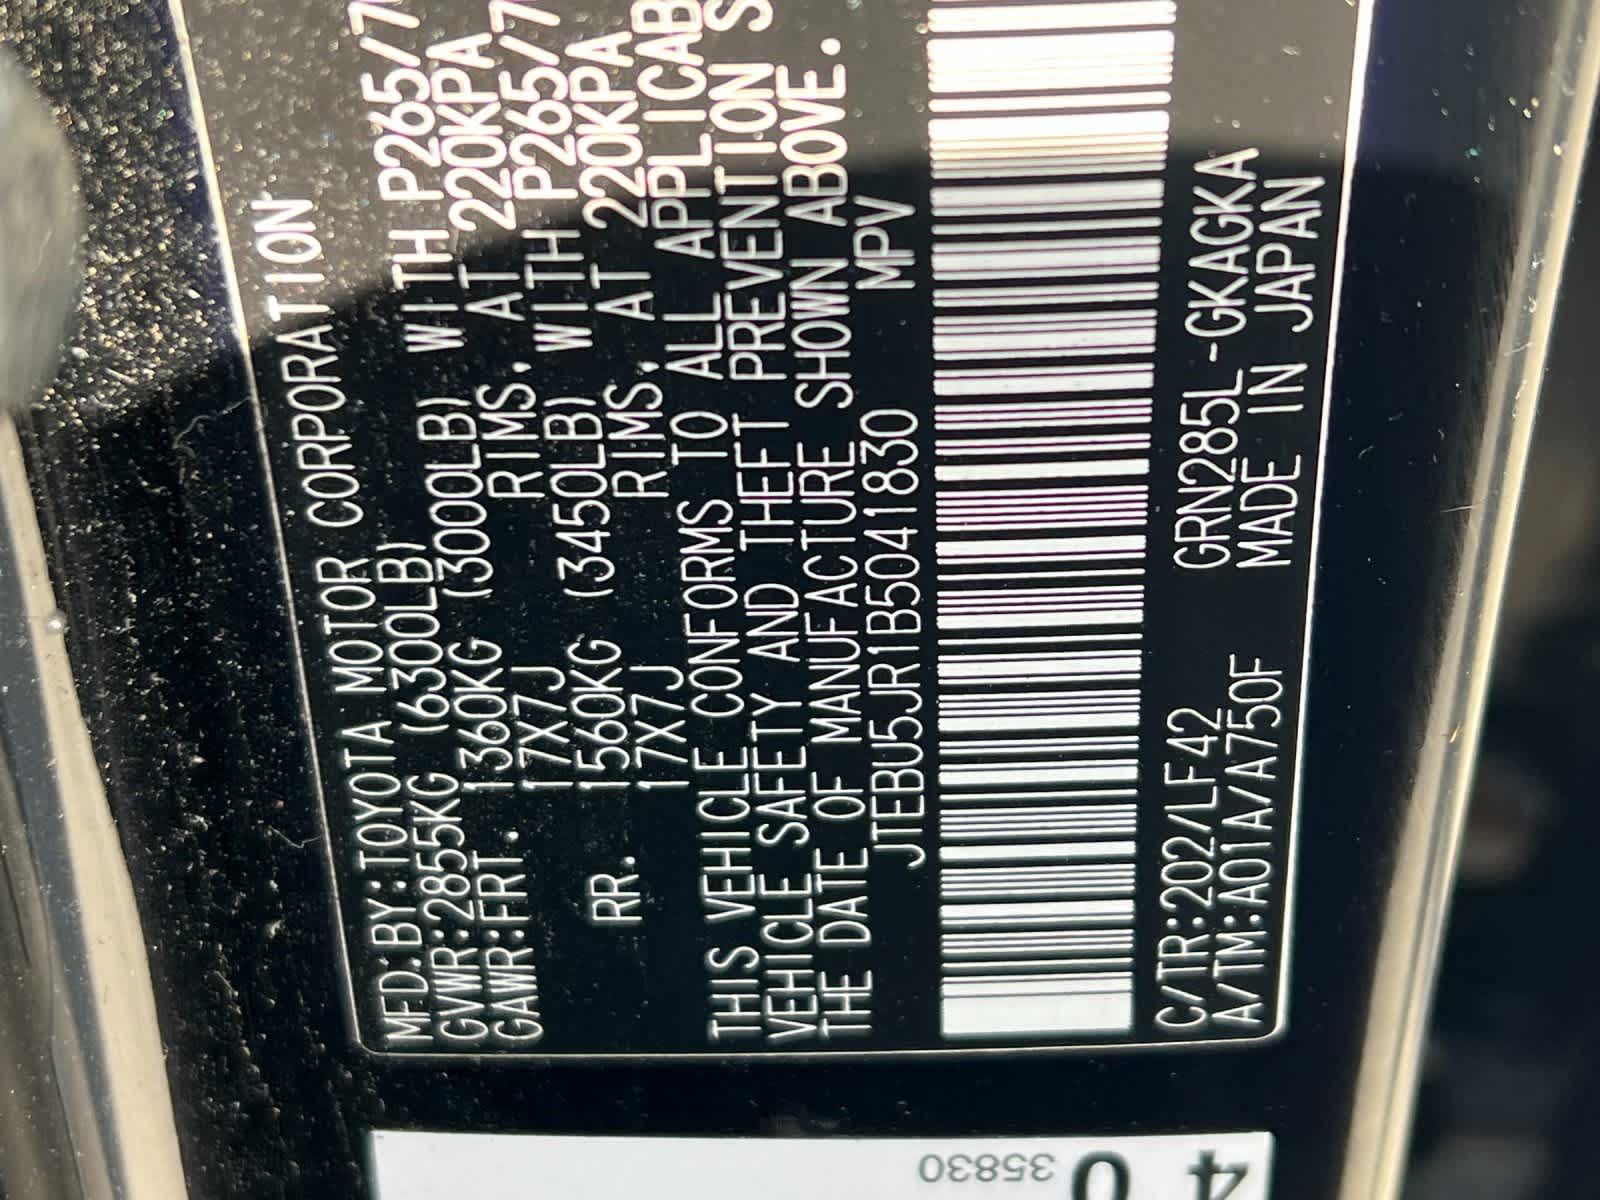 MFD:BY:TOYOTA MOTOR CORPORATION
GVWR:2855KG (6300LB)
GAWR:FRT. 1360KG (3000LB) WITH P265/7
17X7J RIMS, AT 220KPA
RR. 1560KG (3450LB) WITH P265/7
17X7J RIMS, AT 220KPA
THIS VEHICLE CONFORMS TO ALL APPLICAB
VEHICLE SAFETY AND THEFT PREVENTION S
THE DATE OF MANUFACTURE SHOWN ABOVE.
JTEBU5JR1B5041830 MPV
C/TR:202/LF42 GRN285L-GKAGKA
A/TM:A01A/A750F MADE IN JAPAN
40
35830